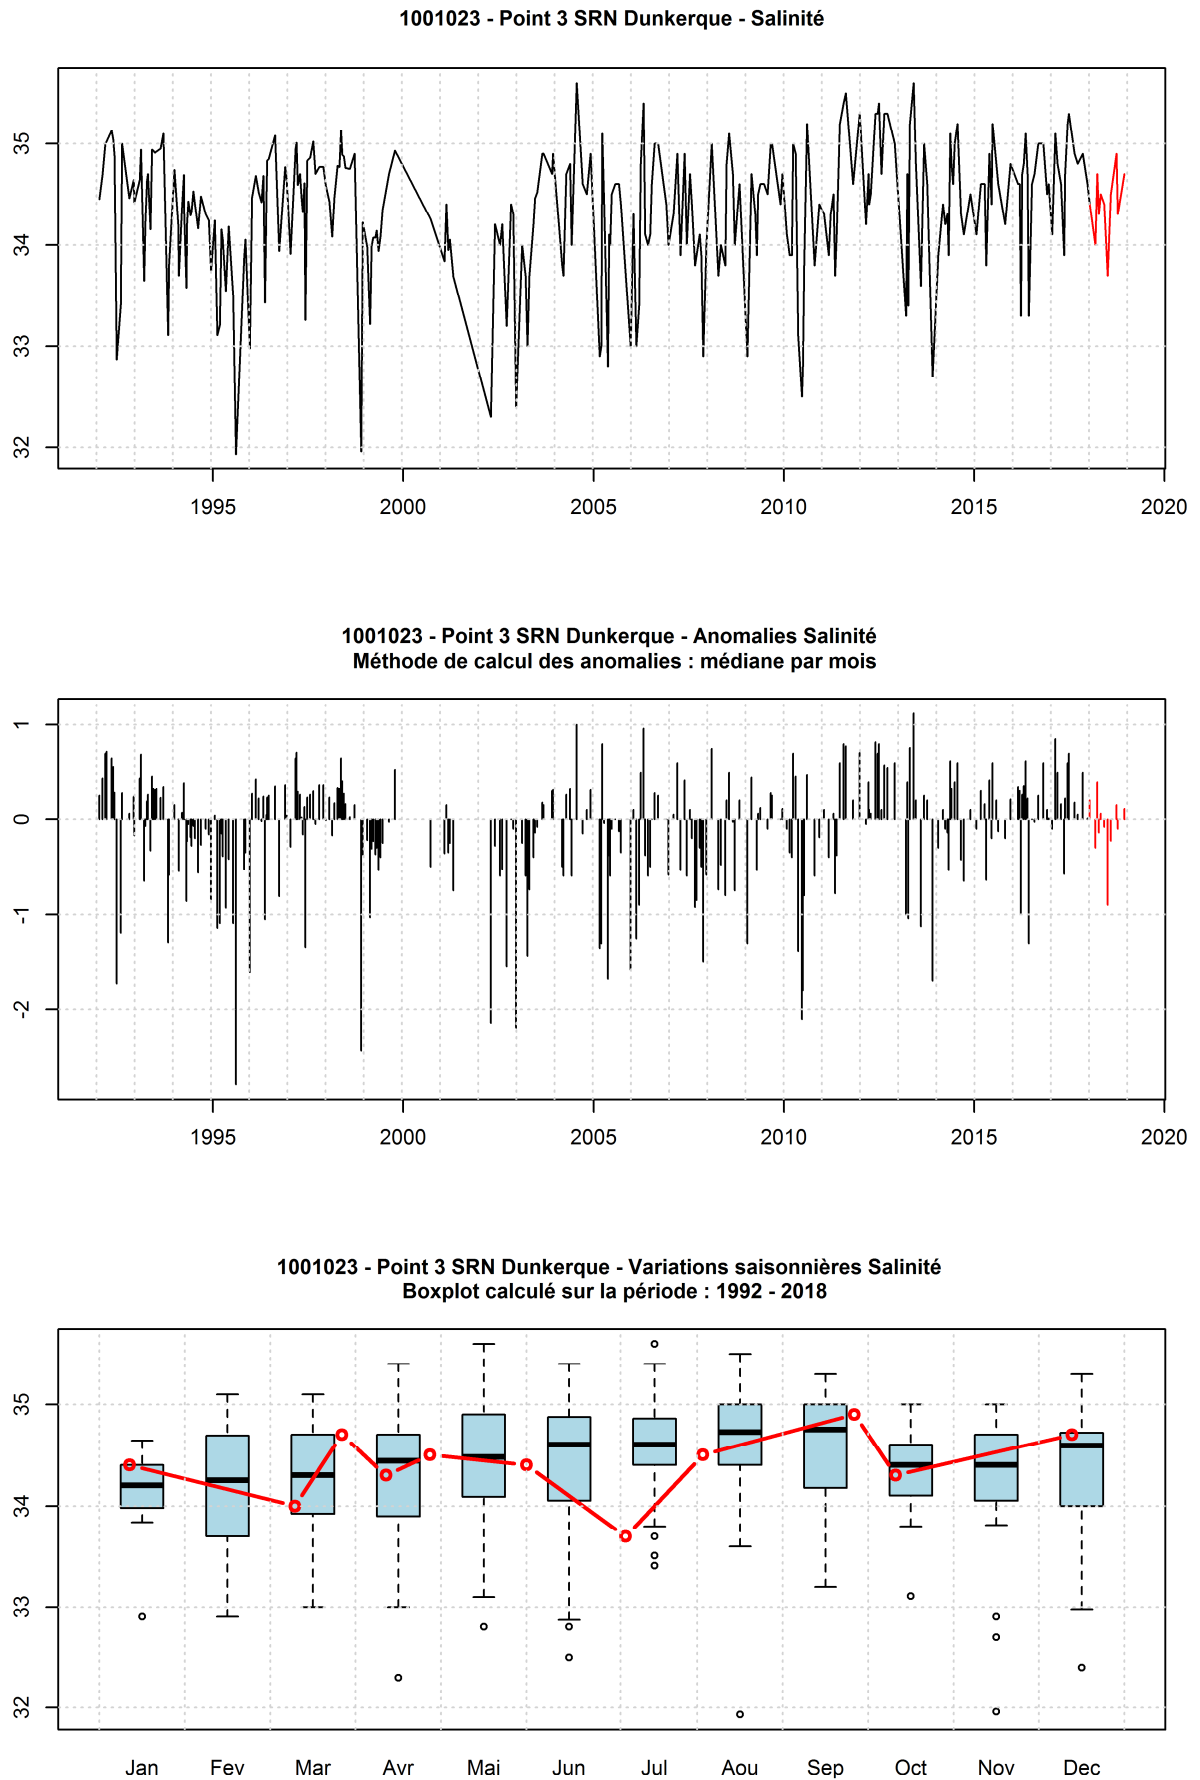 1001023 - Point 3 SRN Dunkerque - Salinité
35
34
33
32
1995 2000 2005 2010 2015 2020
1001023 - Point 3 SRN Dunkerque - Anomalies Salinité
Méthode de calcul des anomalies : médiane par mois
1
0
-1
-2
1995 2000 2005 2010 2015 2020
1001023 - Point 3 SRN Dunkerque - Variations saisonnières Salinité
Boxplot calculé sur la période : 1992 - 2018
35
34
33
32
Jan Fev Mar Avr Mai Jun Jul Aou Sep Oct Nov Dec